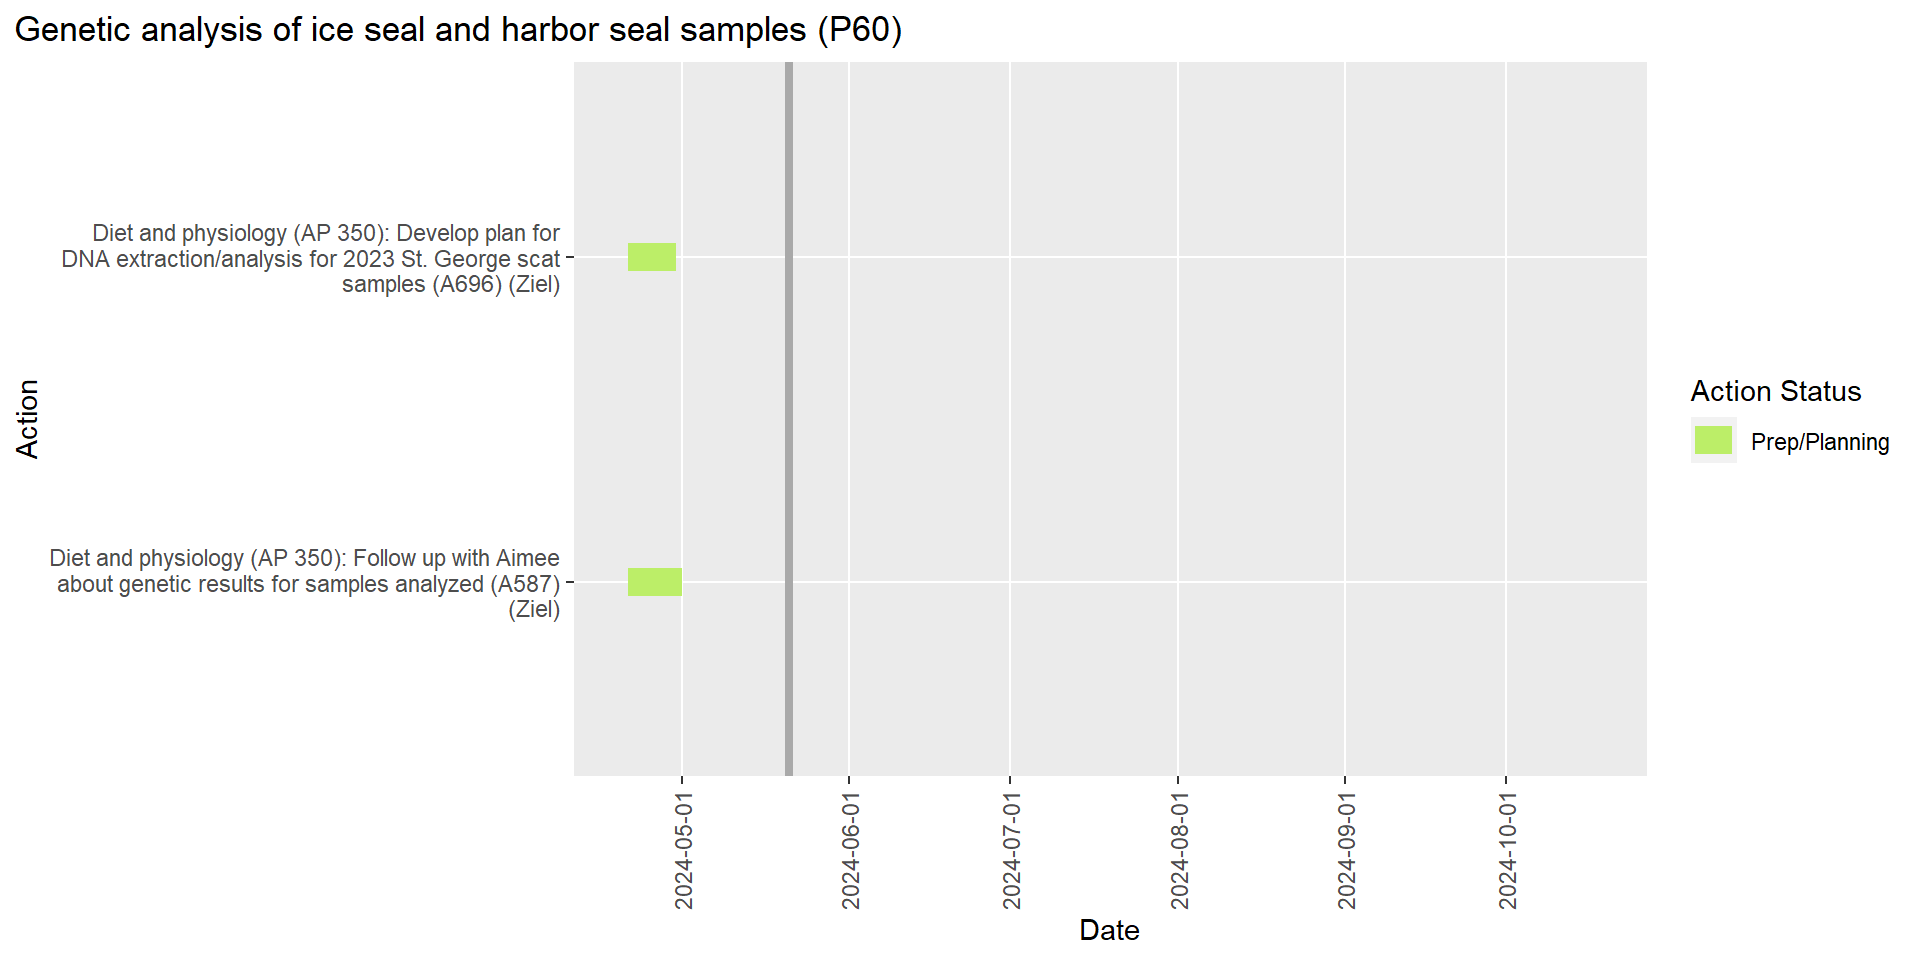 Genetic analysis of ice seal and harbor seal samples (P60)
Diet and physiology (AP 350): Develop plan for
DNA extraction/analysis for 2023 St. George scat
samples (A696) (Ziel)
Action
Diet and physiology (AP 350): Follow up with Aimee
about genetic results for samples analyzed (A587)
(Ziel)
2024-05-01
2024-06-01
2024-07-01
2024-08-01
2024-09-01
2024-10-01
Date
Action Status
Prep/Planning